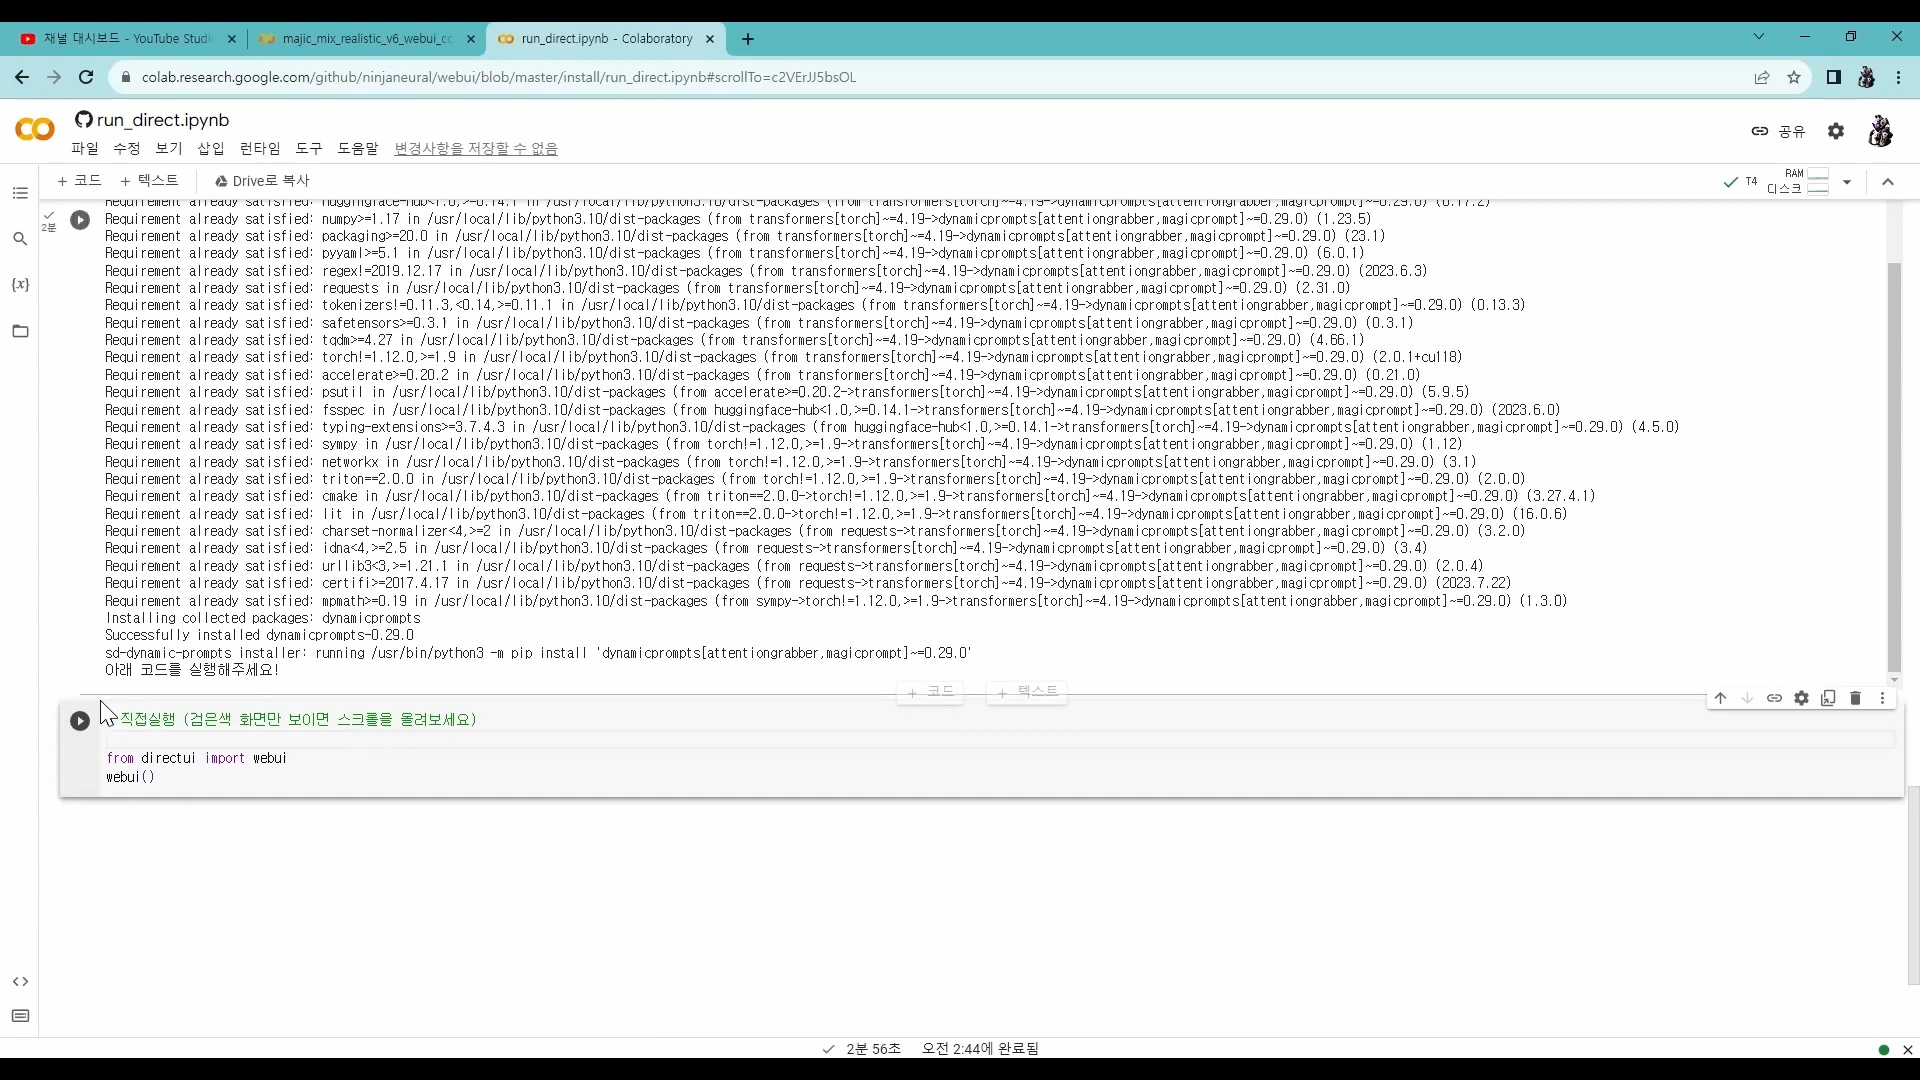 채널 대시보드 - YouTube Studi
majic_mix_realistic_v6_webui_co
run_direct.ipynb - Colaboratory
colab.research.google.com/github/ninjaneural/webui/blob/master/install/run_direct.ipynb#scrollTo=c2VErJJ5bsOL
run_direct.ipynb
공유
파일 수정 보기 삽입 런타임 도구 도움말 변경사항을 저장할 수 없음
+ 코드 + 텍스트 Drive로 복사
T4 RAM
디스크
2분
Requirement already satisfied: huggingface-hub<1.0,>=0.14.1 in /usr/local/lib/python3.10/dist-packages (from transformers[torch]~=4.19->dynamicprompts[attentiongrabber,magicprompt]~=0.29.0) (0.17.2)
Requirement already satisfied: numpy>=1.17 in /usr/local/lib/python3.10/dist-packages (from transformers[torch]~=4.19->dynamicprompts[attentiongrabber,magicprompt]~=0.29.0) (1.23.5)
Requirement already satisfied: packaging>=20.0 in /usr/local/lib/python3.10/dist-packages (from transformers[torch]~=4.19->dynamicprompts[attentiongrabber,magicprompt]~=0.29.0) (23.1)
Requirement already satisfied: pyyaml>=5.1 in /usr/local/lib/python3.10/dist-packages (from transformers[torch]~=4.19->dynamicprompts[attentiongrabber,magicprompt]~=0.29.0) (6.0.1)
Requirement already satisfied: regex!=2019.12.17 in /usr/local/lib/python3.10/dist-packages (from transformers[torch]~=4.19->dynamicprompts[attentiongrabber,magicprompt]~=0.29.0) (2023.6.3)
Requirement already satisfied: requests in /usr/local/lib/python3.10/dist-packages (from transformers[torch]~=4.19->dynamicprompts[attentiongrabber,magicprompt]~=0.29.0) (2.31.0)
Requirement already satisfied: tokenizers!=0.11.3,<0.14,>=0.11.1 in /usr/local/lib/python3.10/dist-packages (from transformers[torch]~=4.19->dynamicprompts[attentiongrabber,magicprompt]~=0.29.0) (0.13.3)
Requirement already satisfied: safetensors>=0.3.1 in /usr/local/lib/python3.10/dist-packages (from transformers[torch]~=4.19->dynamicprompts[attentiongrabber,magicprompt]~=0.29.0) (0.3.1)
Requirement already satisfied: tqdm>=4.27 in /usr/local/lib/python3.10/dist-packages (from transformers[torch]~=4.19->dynamicprompts[attentiongrabber,magicprompt]~=0.29.0) (4.66.1)
Requirement already satisfied: torch!=1.12.0,>=1.9 in /usr/local/lib/python3.10/dist-packages (from transformers[torch]~=4.19->dynamicprompts[attentiongrabber,magicprompt]~=0.29.0) (2.0.1+cu118)
Requirement already satisfied: accelerate>=0.20.2 in /usr/local/lib/python3.10/dist-packages (from transformers[torch]~=4.19->dynamicprompts[attentiongrabber,magicprompt]~=0.29.0) (0.21.0)
Requirement already satisfied: psutil in /usr/local/lib/python3.10/dist-packages (from accelerate>=0.20.2->transformers[torch]~=4.19->dynamicprompts[attentiongrabber,magicprompt]~=0.29.0) (5.9.5)
Requirement already satisfied: fsspec in /usr/local/lib/python3.10/dist-packages (from huggingface-hub<1.0,>=0.14.1->transformers[torch]~=4.19->dynamicprompts[attentiongrabber,magicprompt]~=0.29.0) (2023.6.0)
Requirement already satisfied: typing-extensions>=3.7.4.3 in /usr/local/lib/python3.10/dist-packages (from huggingface-hub<1.0,>=0.14.1->transformers[torch]~=4.19->dynamicprompts[attentiongrabber,magicprompt]~=0.29.0) (4.5.0)
Requirement already satisfied: sympy in /usr/local/lib/python3.10/dist-packages (from torch!=1.12.0,>=1.9->transformers[torch]~=4.19->dynamicprompts[attentiongrabber,magicprompt]~=0.29.0) (1.12)
Requirement already satisfied: networkx in /usr/local/lib/python3.10/dist-packages (from torch!=1.12.0,>=1.9->transformers[torch]~=4.19->dynamicprompts[attentiongrabber,magicprompt]~=0.29.0) (3.1)
Requirement already satisfied: triton==2.0.0 in /usr/local/lib/python3.10/dist-packages (from torch!=1.12.0,>=1.9->transformers[torch]~=4.19->dynamicprompts[attentiongrabber,magicprompt]~=0.29.0) (2.0.0)
Requirement already satisfied: cmake in /usr/local/lib/python3.10/dist-packages (from triton==2.0.0->torch!=1.12.0,>=1.9->transformers[torch]~=4.19->dynamicprompts[attentiongrabber,magicprompt]~=0.29.0) (3.27.4.1)
Requirement already satisfied: lit in /usr/local/lib/python3.10/dist-packages (from triton==2.0.0->torch!=1.12.0,>=1.9->transformers[torch]~=4.19->dynamicprompts[attentiongrabber,magicprompt]~=0.29.0) (16.0.6)
Requirement already satisfied: charset-normalizer<4,>=2 in /usr/local/lib/python3.10/dist-packages (from requests->transformers[torch]~=4.19->dynamicprompts[attentiongrabber,magicprompt]~=0.29.0) (3.2.0)
Requirement already satisfied: idna<4,>=2.5 in /usr/local/lib/python3.10/dist-packages (from requests->transformers[torch]~=4.19->dynamicprompts[attentiongrabber,magicprompt]~=0.29.0) (3.4)
Requirement already satisfied: urllib3<3,>=1.21.1 in /usr/local/lib/python3.10/dist-packages (from requests->transformers[torch]~=4.19->dynamicprompts[attentiongrabber,magicprompt]~=0.29.0) (2.0.4)
Requirement already satisfied: certifi>=2017.4.17 in /usr/local/lib/python3.10/dist-packages (from requests->transformers[torch]~=4.19->dynamicprompts[attentiongrabber,magicprompt]~=0.29.0) (2023.7.22)
Requirement already satisfied: mpmath>=0.19 in /usr/local/lib/python3.10/dist-packages (from sympy->torch!=1.12.0,>=1.9->transformers[torch]~=4.19->dynamicprompts[attentiongrabber,magicprompt]~=0.29.0) (1.3.0)
Installing collected packages: dynamicprompts
Successfully installed dynamicprompts-0.29.0
sd-dynamic-prompts installer: running /usr/bin/python3 -m pip install 'dynamicprompts[attentiongrabber,magicprompt]~=0.29.0'
아래 코드를 실행해주세요!
+ 코드 + 텍스트
직접실행 (검은색 화면만 보이면 스크롤을 올려보세요)
from directui import webui
webui()
2분 56초 오전 2:44에 완료됨